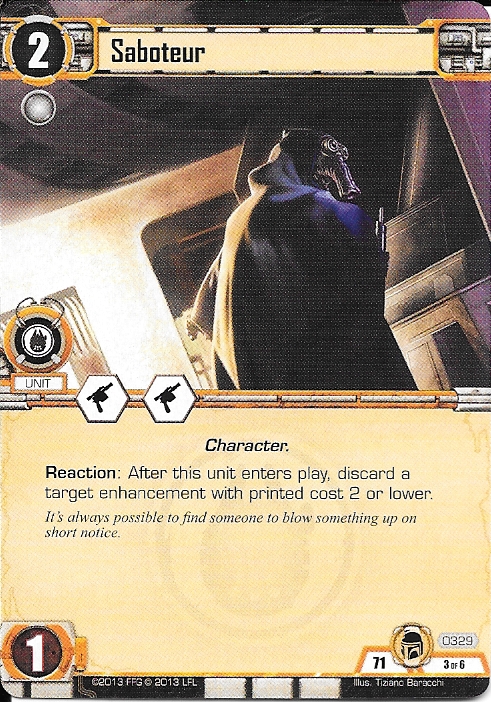 2
Saboteur
UNIT
Character.
Reaction: After this unit enters play, discard a
target enhancement with printed cost 2 or lower.
It's always possible to find someone to blow something up on
short notice.
1
71
0329
3 OF 6
©2013 FFG © 2013 LFL
Illus. Tiziano Baracchi